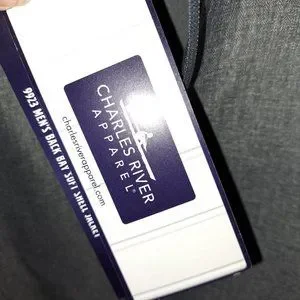 CHARLES RIVER
APPAREL®
charlesriverapparel.com
9923 MEN'S BACK BAY SOFT SHELL JACKET